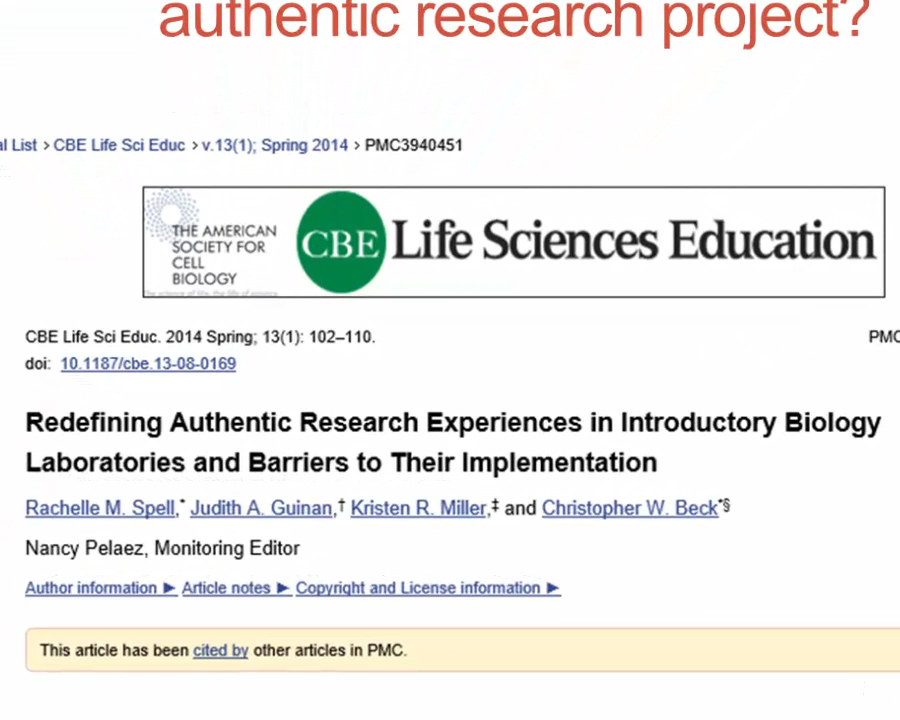 authentic research project?
al List > CBE Life Sci Educ > v.13(1); Spring 2014 > PMC3940451
THE AMERICAN
SOCIETY FOR
CELL
BIOLOGY
CBE Life Sciences Education
CBE Life Sci Educ. 2014 Spring; 13(1): 102–110.
PMC
doi: 10.1187/cbe.13-08-0169
Redefining Authentic Research Experiences in Introductory Biology
Laboratories and Barriers to Their Implementation
Rachelle M. Spell,* Judith A. Guinan,† Kristen R. Miller,‡ and Christopher W. Beck*§
Nancy Pelaez, Monitoring Editor
Author information ► Article notes ► Copyright and License information ►
This article has been cited by other articles in PMC.